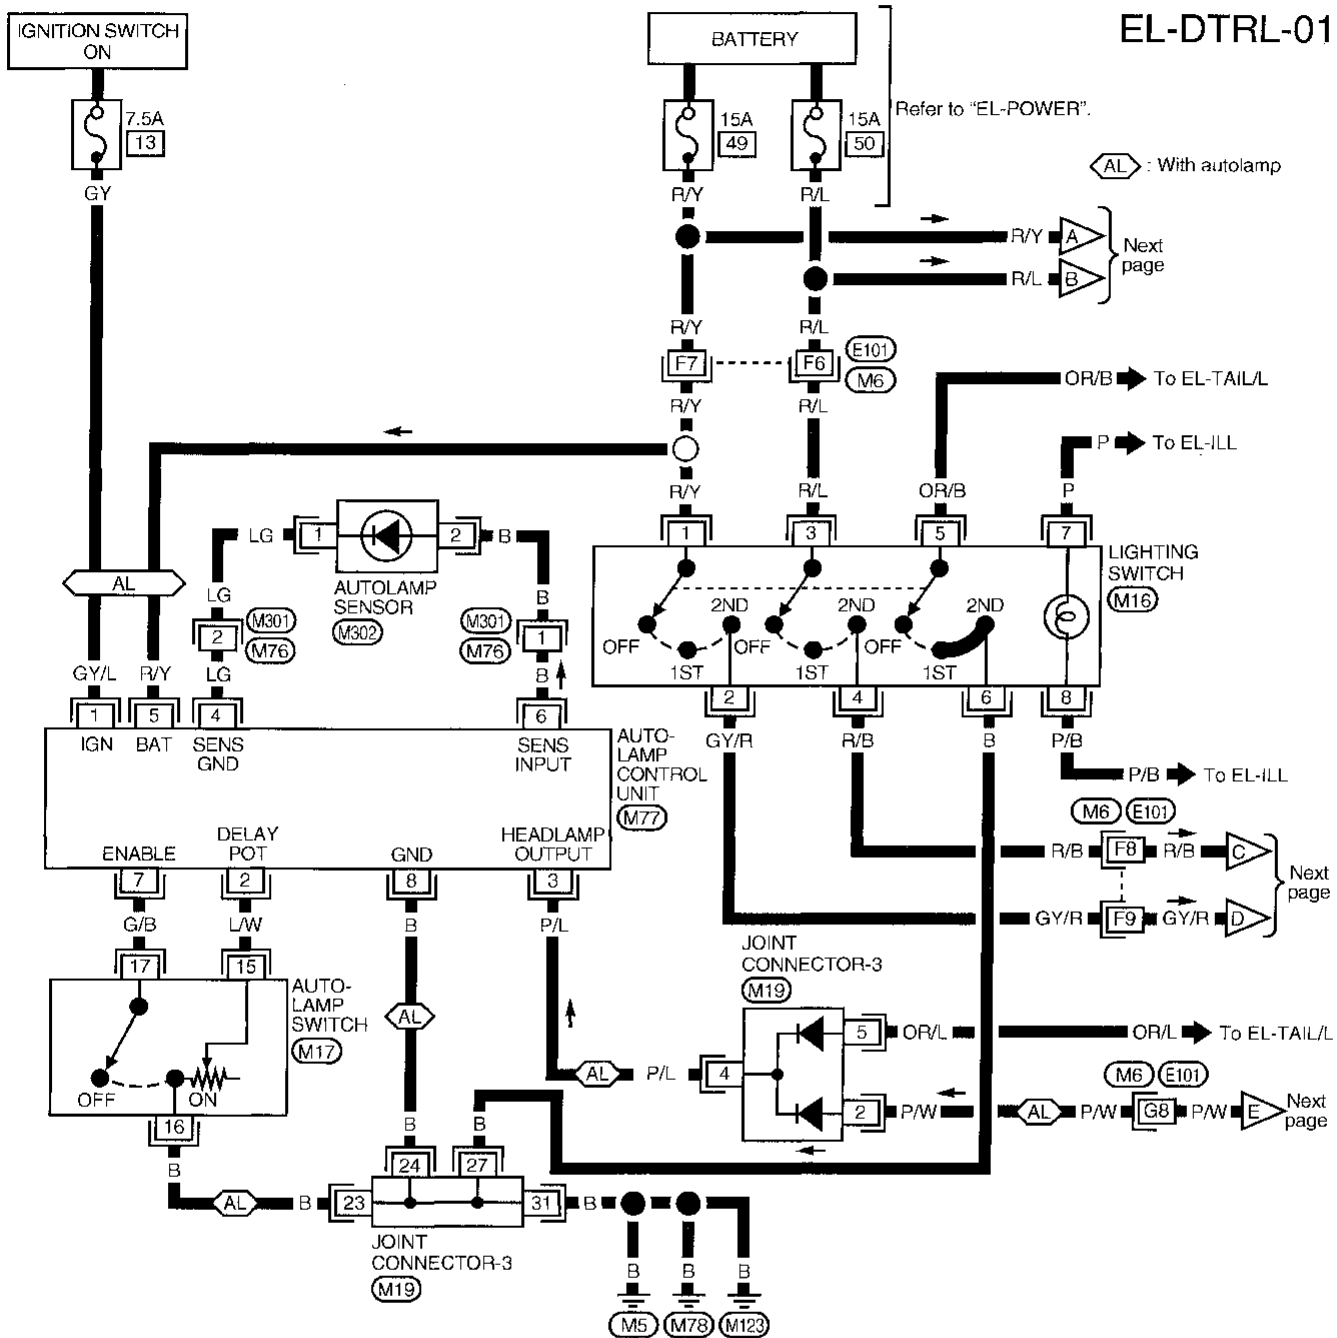 EL-DTRL-01
IGNITION SWITCH
ON
BATTERY
7.5A
13
15A
49
15A
50
Refer to "EL-POWER".
AL : With autolamp
GY
R/Y
R/L
R/Y
A
R/L
B
Next
page
R/Y
R/L
F7
F6
E101
M6
R/Y
R/L
OR/B
To EL-TAIL/L
P
To EL-ILL
R/Y
R/L
OR/B
P
LG
1
2
B
AUTOLAMP
SENSOR
M302
AL
LG
M301
M76
2
LG
B
M301
M76
1
B
1
3
5
7
LIGHTING
SWITCH
M16
OFF
1ST
2ND
OFF
1ST
2ND
OFF
1ST
2ND
2
4
6
8
GY/R
R/B
B
P/B
P/B
To EL-ILL
GY/L
R/Y
1
5
4
6
IGN
BAT
SENS
GND
SENS
INPUT
AUTO-
LAMP
CONTROL
UNIT
M77
ENABLE
DELAY
POT
GND
HEADLAMP
OUTPUT
7
2
8
3
G/B
L/W
B
P/L
M6
E101
R/B
F8
R/B
C
GY/R
F9
GY/R
D
Next
page
17
15
AUTO-
LAMP
SWITCH
M17
OFF
ON
16
B
AL
JOINT
CONNECTOR-3
M19
5
OR/L
OR/L
To EL-TAIL/L
AL
P/L
4
2
P/W
AL
P/W
M6
E101
G8
P/W
E
Next
page
B
B
24
27
AL
B
23
31
B
JOINT
CONNECTOR-3
M19
B
B
B
M5
M78
M123